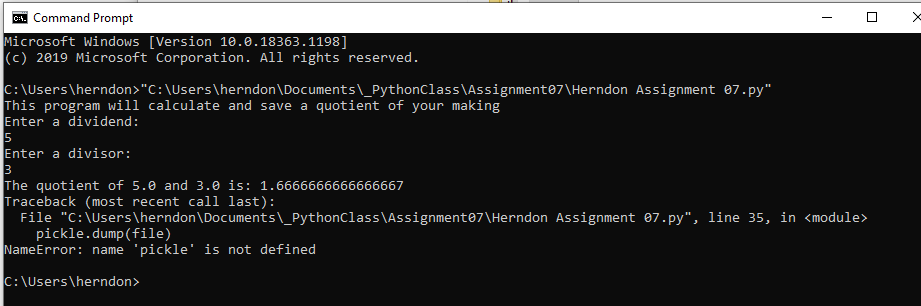 Command Prompt
Microsoft Windows [Version 10.0.18363.1198]
(c) 2019 Microsoft Corporation. All rights reserved.
C:\Users\herndon>"C:\Users\herndon\Documents\_PythonClass\Assignment07\Herndon Assignment 07.py"
This program will calculate and save a quotient of your making
Enter a dividend:
5
Enter a divisor:
3
The quotient of 5.0 and 3.0 is: 1.6666666666666667
Traceback (most recent call last):
  File "C:\Users\herndon\Documents\_PythonClass\Assignment07\Herndon Assignment 07.py", line 35, in <module>
    pickle.dump(file)
NameError: name 'pickle' is not defined
C:\Users\herndon>